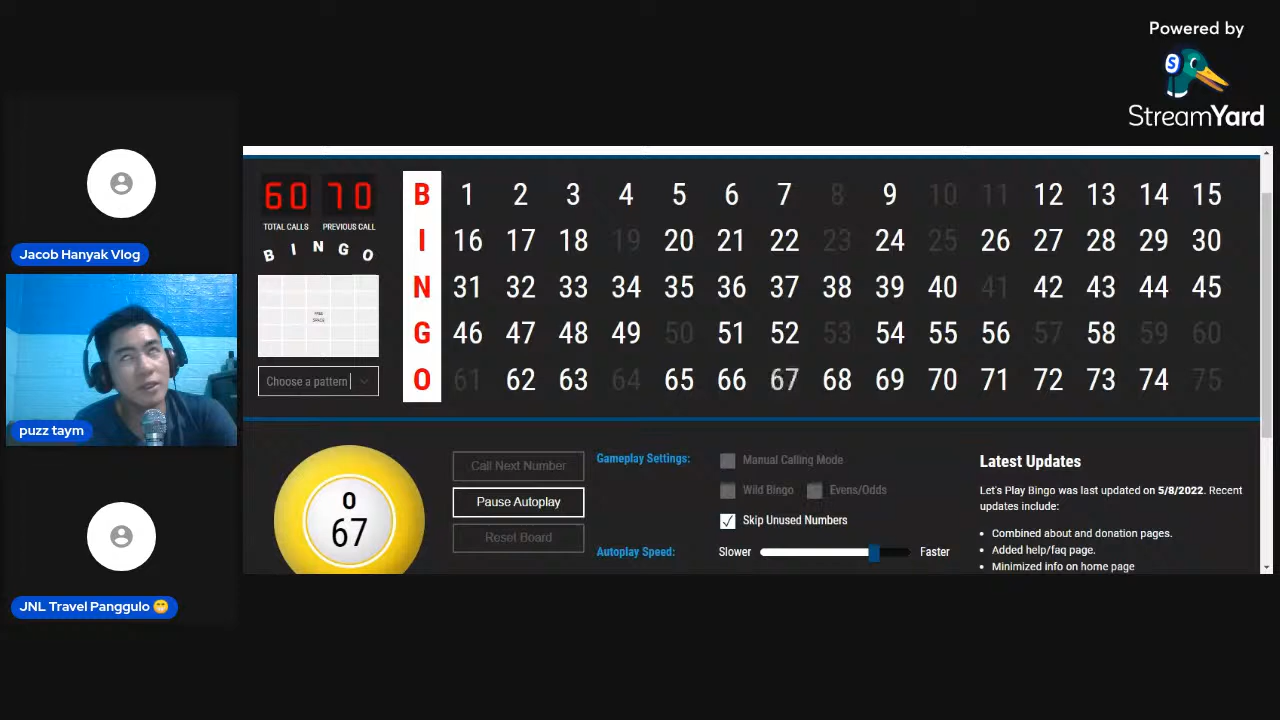 Powered by
S
StreamYard
Jacob Hanyak Vlog
puzz taym
JNL Travel Panggulo 😁
60 70
TOTAL CALLS PREVIOUS CALL
B I N G O
FREE SPACE
Choose a pattern
B 1 2 3 4 5 6 7 8 9 10 11 12 13 14 15
I 16 17 18 19 20 21 22 23 24 25 26 27 28 29 30
N 31 32 33 34 35 36 37 38 39 40 41 42 43 44 45
G 46 47 48 49 50 51 52 53 54 55 56 57 58 59 60
O 61 62 63 64 65 66 67 68 69 70 71 72 73 74 75
O
67
Call Next Number
Pause Autoplay
Reset Board
Gameplay Settings:
Manual Calling Mode
Wild Bingo Evens/Odds
Skip Unused Numbers
Autoplay Speed: Slower Faster
Latest Updates
Let's Play Bingo was last updated on 5/8/2022. Recent
updates include:
• Combined about and donation pages.
• Added help/faq page.
• Minimized info on home page